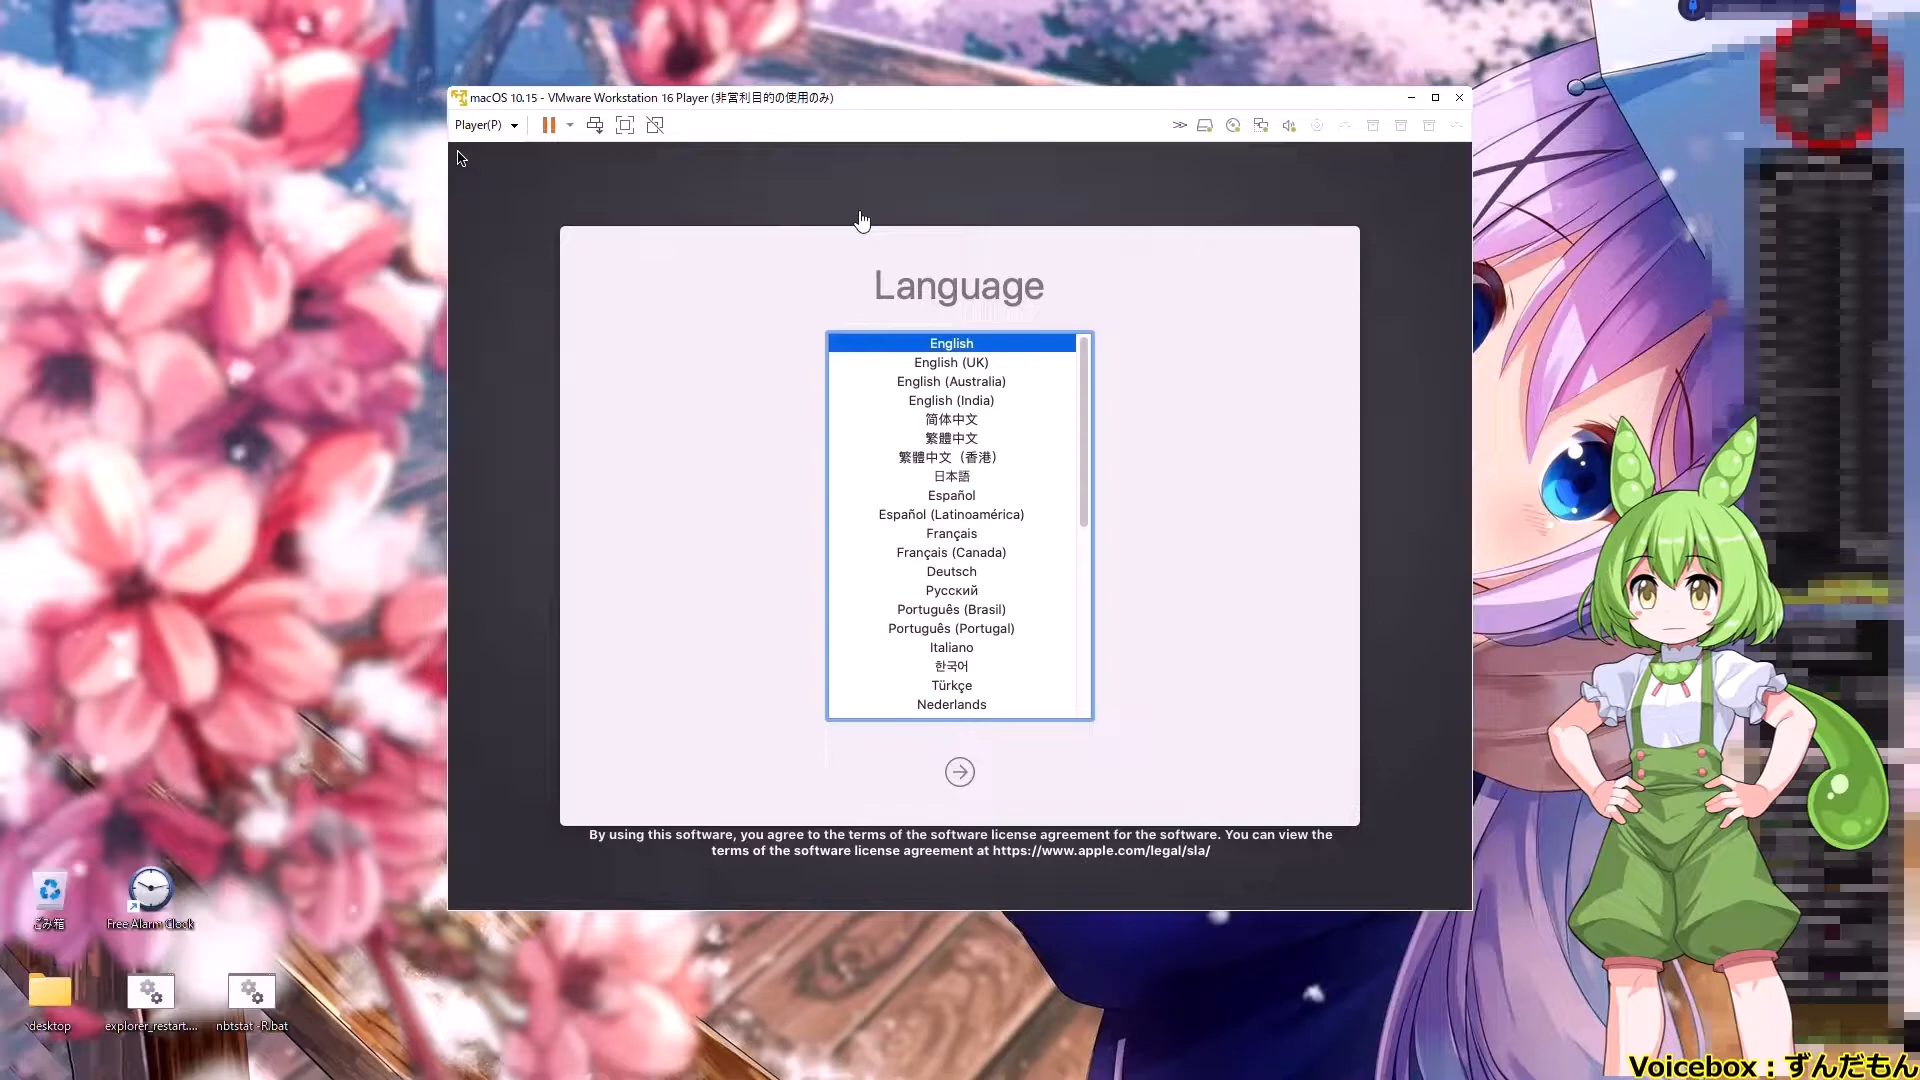 macOS 10.15 - VMware Workstation 16 Player (非営利目的の使用のみ)
Player(P)
Language
English
English (UK)
English (Australia)
English (India)
简体中文
繁體中文
繁體中文（香港）
日本語
Español
Español (Latinoamérica)
Français
Français (Canada)
Deutsch
Русский
Português (Brasil)
Português (Portugal)
Italiano
한국어
Türkçe
Nederlands
By using this software, you agree to the terms of the software license agreement for the software. You can view the
terms of the software license agreement at https://www.apple.com/legal/sla/
ごみ箱
Free Alarm Clock
desktop
explorer_restart....
nbtstat -R.bat
Voicebox : ずんだもん